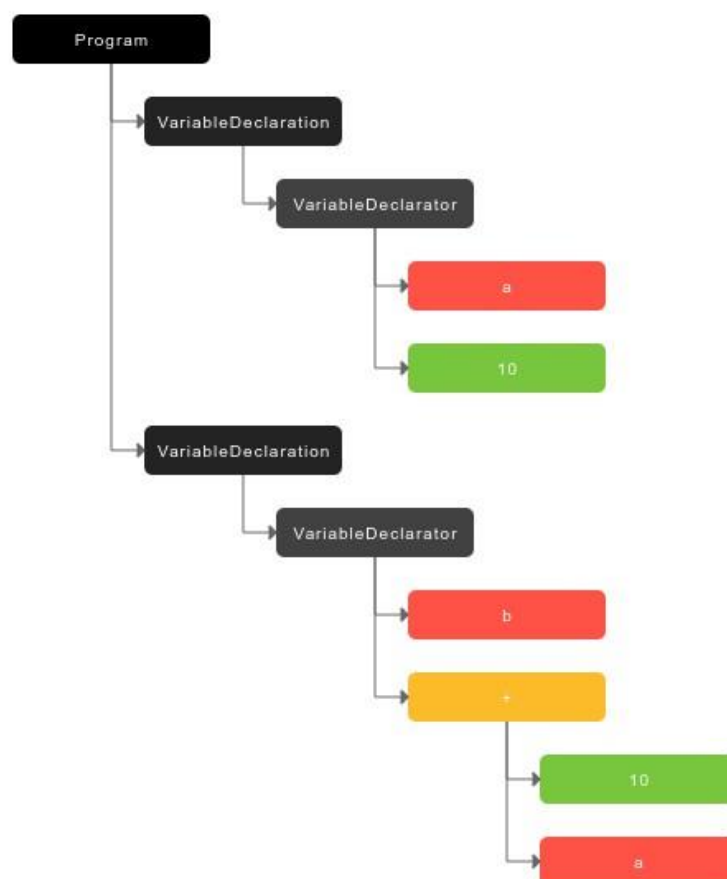 Program
VariableDeclaration
VariableDeclarator
a
10
VariableDeclaration
VariableDeclarator
b
+
10
a